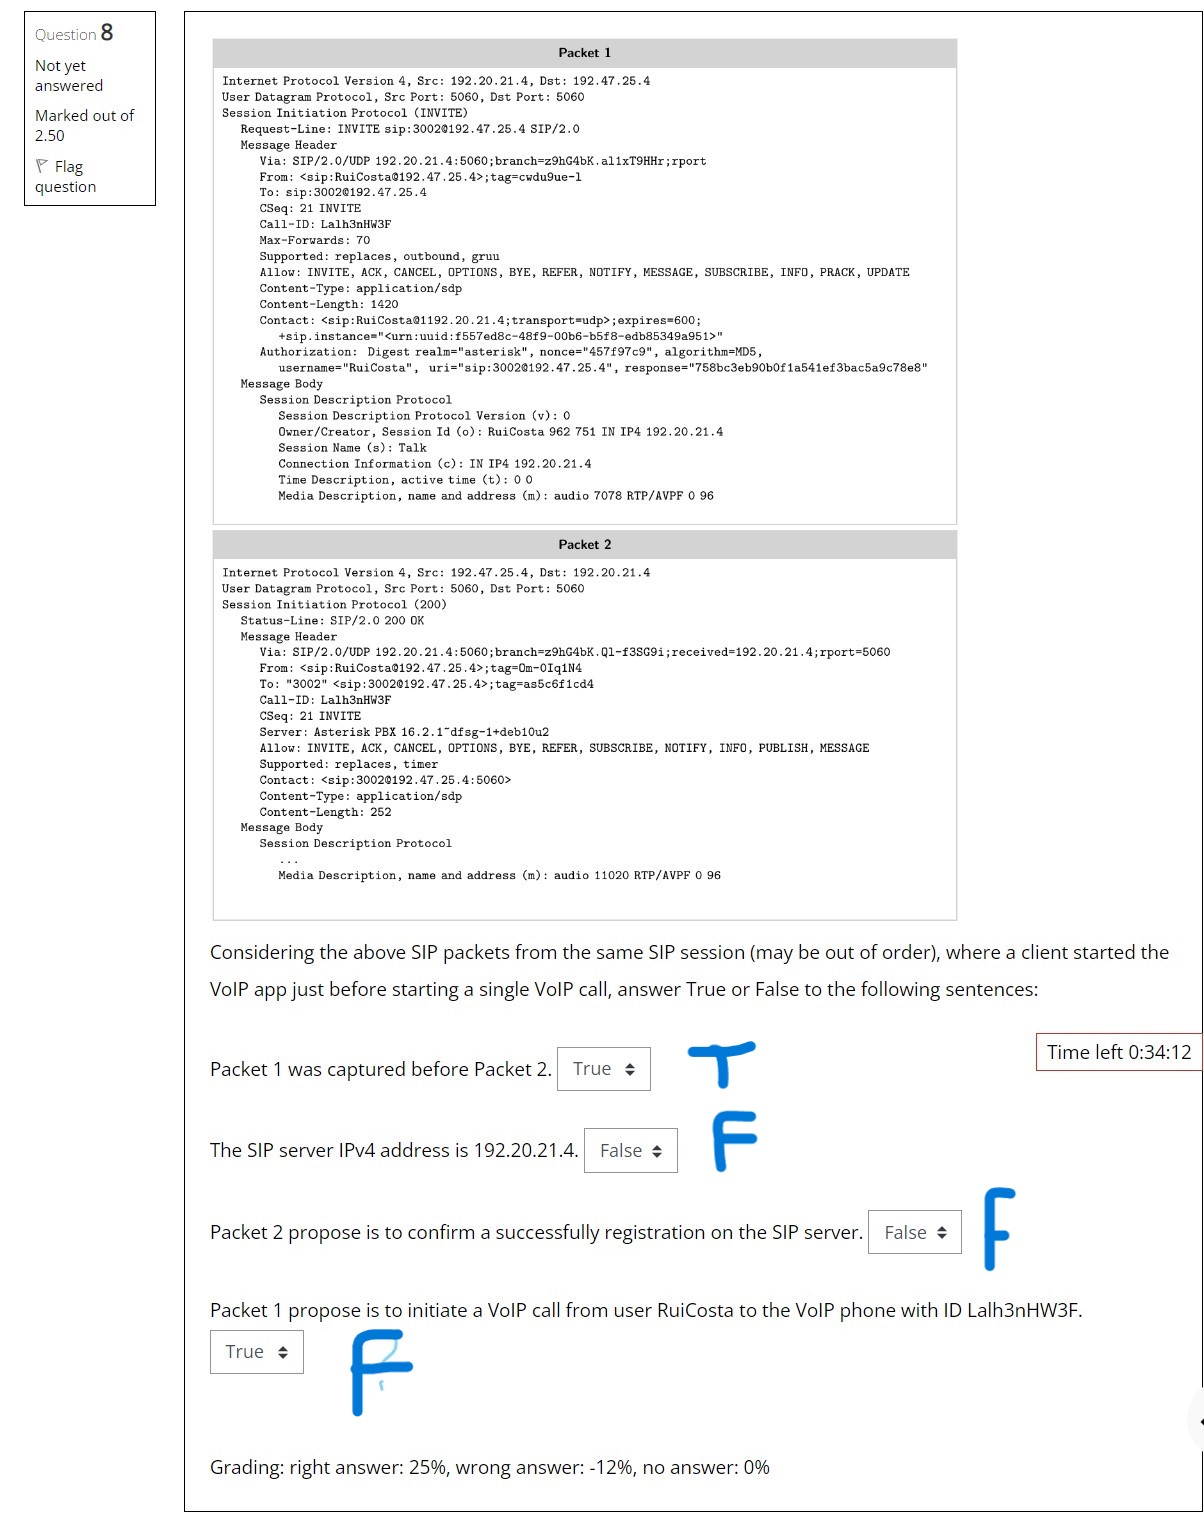 Question 8
Not yet
answered
Marked out of
2.50
Flag
question
Packet 1
Internet Protocol Version 4, Src: 192.20.21.4, Dst: 192.47.25.4
User Datagram Protocol, Src Port: 5060, Dst Port: 5060
Session Initiation Protocol (INVITE)
Request-Line: INVITE sip:3002@192.47.25.4 SIP/2.0
Message Header
Via: SIP/2.0/UDP 192.20.21.4:5060;branch=z9hG4bK.al1xT9HHr;rport
From: <sip:RuiCosta@192.47.25.4>;tag=cwdu9ue-l
To: sip:3002@192.47.25.4
CSeq: 21 INVITE
Call-ID: Lalh3nHW3F
Max-Forwards: 70
Supported: replaces, outbound, gruu
Allow: INVITE, ACK, CANCEL, OPTIONS, BYE, REFER, NOTIFY, MESSAGE, SUBSCRIBE, INFO, PRACK, UPDATE
Content-Type: application/sdp
Content-Length: 1420
Contact: <sip:RuiCosta@1192.20.21.4;transport=udp>;expires=600;
+sip.instance="<urn:uuid:f557ed8c-48f9-00b6-b5f8-edb85349a951>"
Authorization: Digest realm="asterisk", nonce="457f97c9", algorithm=MD5,
username="RuiCosta", uri="sip:3002@192.47.25.4", response="758bc3eb90b0f1a541ef3bac5a9c78e8"
Message Body
Session Description Protocol
Session Description Protocol Version (v): 0
Owner/Creator, Session Id (o): RuiCosta 962 751 IN IP4 192.20.21.4
Session Name (s): Talk
Connection Information (c): IN IP4 192.20.21.4
Time Description, active time (t): 0 0
Media Description, name and address (m): audio 7078 RTP/AVPF 0 96
Packet 2
Internet Protocol Version 4, Src: 192.47.25.4, Dst: 192.20.21.4
User Datagram Protocol, Src Port: 5060, Dst Port: 5060
Session Initiation Protocol (200)
Status-Line: SIP/2.0 200 OK
Message Header
Via: SIP/2.0/UDP 192.20.21.4:5060;branch=z9hG4bK.Ql-f3SG9i;received=192.20.21.4;rport=5060
From: <sip:RuiCosta@192.47.25.4>;tag=Om-OIq1N4
To: "3002" <sip:3002@192.47.25.4>;tag=as5c6f1cd4
Call-ID: Lalh3nHW3F
CSeq: 21 INVITE
Server: Asterisk PBX 16.2.1~dfsg-1+deb10u2
Allow: INVITE, ACK, CANCEL, OPTIONS, BYE, REFER, SUBSCRIBE, NOTIFY, INFO, PUBLISH, MESSAGE
Supported: replaces, timer
Contact: <sip:3002@192.47.25.4:5060>
Content-Type: application/sdp
Content-Length: 252
Message Body
Session Description Protocol
...
Media Description, name and address (m): audio 11020 RTP/AVPF 0 96
Considering the above SIP packets from the same SIP session (may be out of order), where a client started the
VoIP app just before starting a single VoIP call, answer True or False to the following sentences:
Time left 0:34:12
Packet 1 was captured before Packet 2. True T
The SIP server IPv4 address is 192.20.21.4. False F
Packet 2 propose is to confirm a successfully registration on the SIP server. False F
Packet 1 propose is to initiate a VoIP call from user RuiCosta to the VoIP phone with ID Lalh3nHW3F.
True F ?
Grading: right answer: 25%, wrong answer: -12%, no answer: 0%